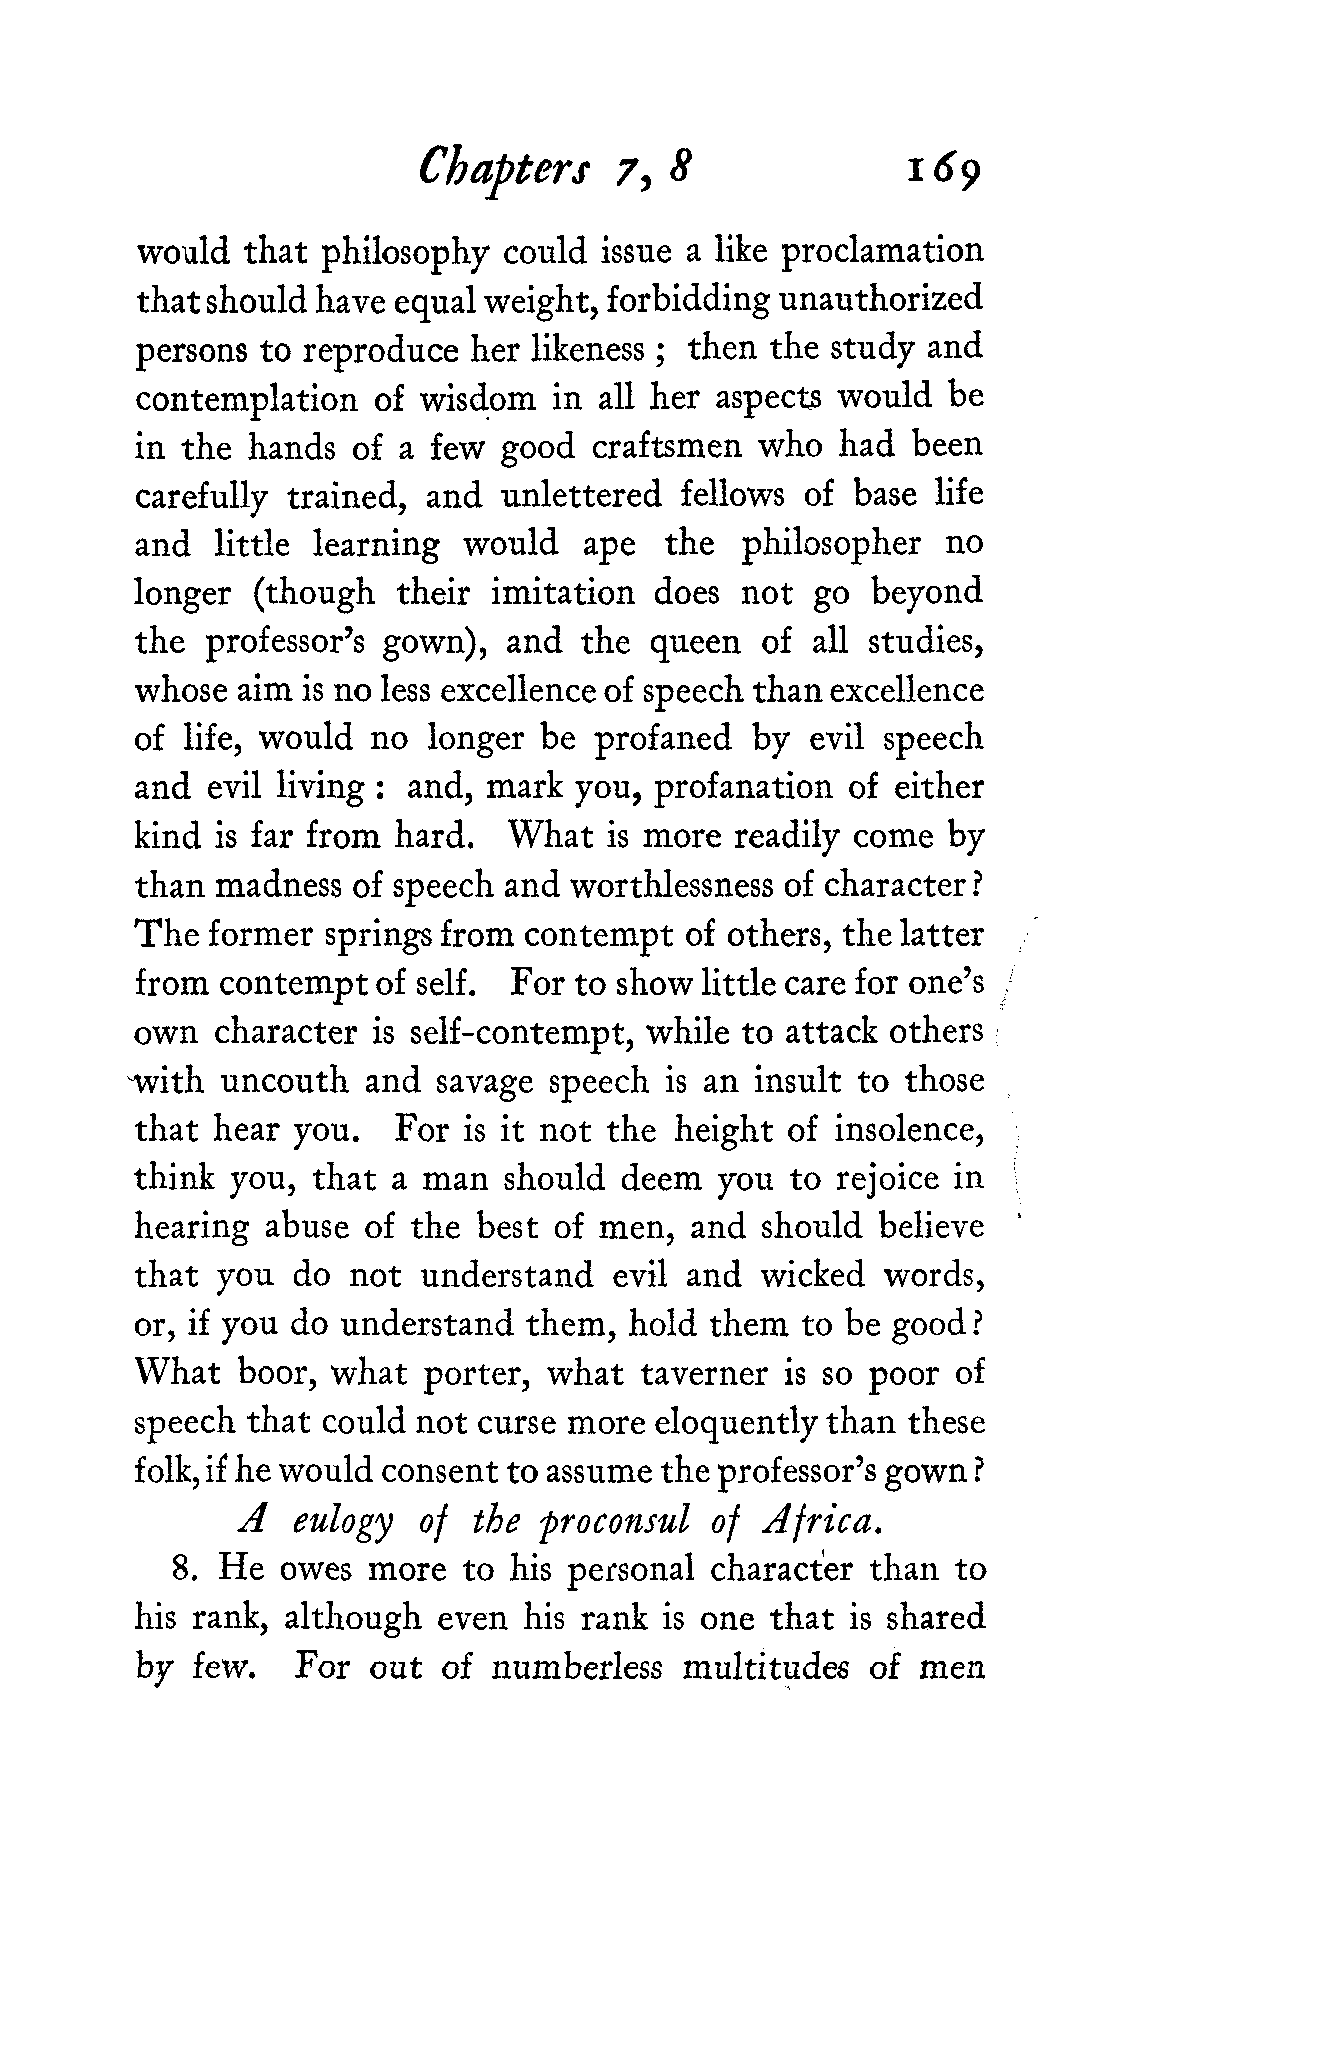 Chapters 7, 8 169
would that philosophy could issue a like proclamation
that should have equal weight, forbidding unauthorized
persons to reproduce her likeness ; then the study and
contemplation of wisdom in all her aspects would be
in the hands of a few good craftsmen who had been
carefully trained, and unlettered fellows of base life
and little learning would ape the philosopher no
longer (though their imitation does not go beyond
the professor's gown), and the queen of all studies,
whose aim is no less excellence of speech than excellence
of life, would no longer be profaned by evil speech
and evil living : and, mark you, profanation of either
kind is far from hard. What is more readily come by
than madness of speech and worthlessness of character?
The former springs from contempt of others, the latter
from contempt of self. For to show little care for one's
own character is self-contempt, while to attack others
with uncouth and savage speech is an insult to those
that hear you. For is it not the height of insolence,
think you, that a man should deem you to rejoice in
hearing abuse of the best of men, and should believe
that you do not understand evil and wicked words,
or, if you do understand them, hold them to be good?
What boor, what porter, what taverner is so poor of
speech that could not curse more eloquently than these
folk, if he would consent to assume the professor's gown?
A eulogy of the proconsul of Africa.
8. He owes more to his personal character than to
his rank, although even his rank is one that is shared
by few. For out of numberless multitudes of men